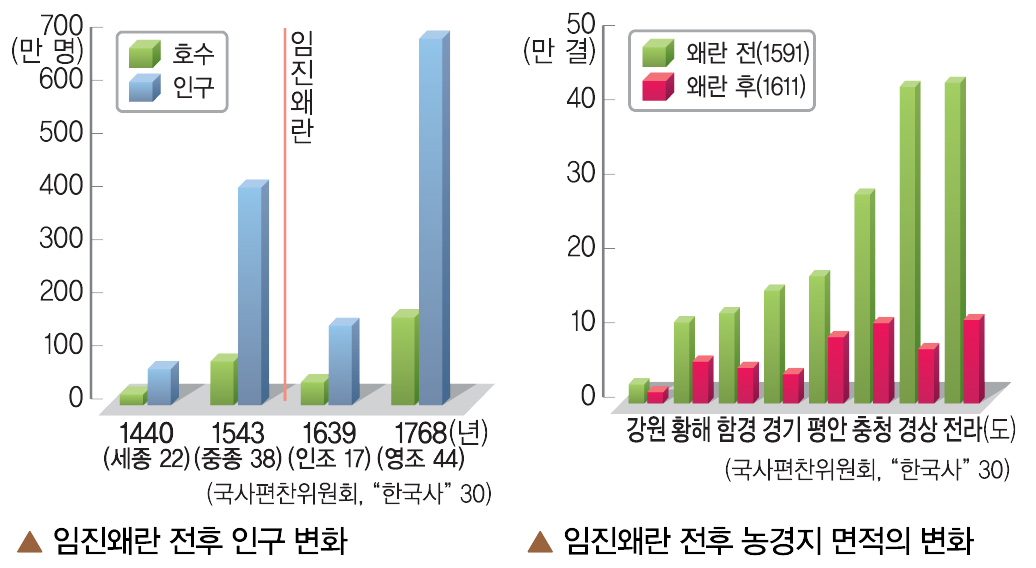 700
(만 명)
600
500
400
300
200
100
0
호수
인구
임진왜란
1440 1543 1639 1768(년)
(세종 22) (중종 38) (인조 17) (영조 44)
(국사편찬위원회, “한국사” 30)
▲ 임진왜란 전후 인구 변화
50
(만 결)
40
30
20
10
0
왜란 전(1591)
왜란 후(1611)
강원 황해 함경 경기 평안 충청 경상 전라(도)
(국사편찬위원회, “한국사” 30)
▲ 임진왜란 전후 농경지 면적의 변화